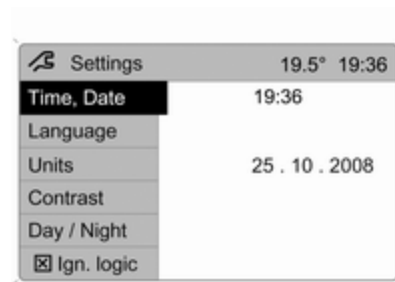 Settings 19.5° 19:36
Time, Date 19:36
Language
Units 25 . 10 . 2008
Contrast
Day / Night
Ign. logic